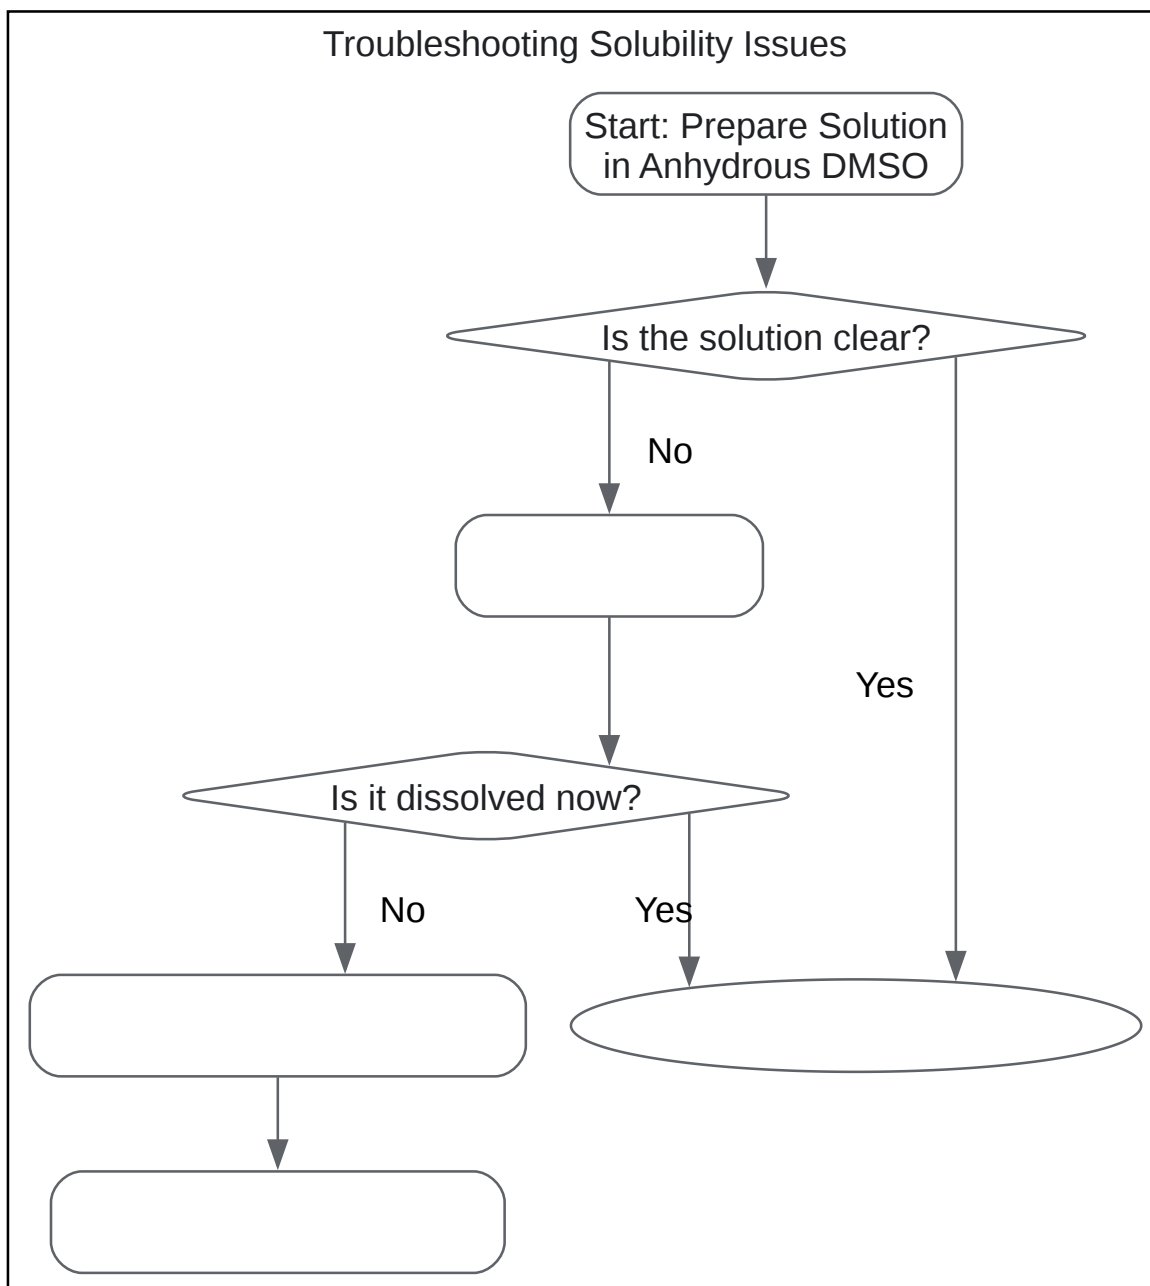 Troubleshooting Solubility Issues
Start: Prepare Solution
in Anhydrous DMSO
Is the solution clear?
No
Yes
Is it dissolved now?
No
Yes